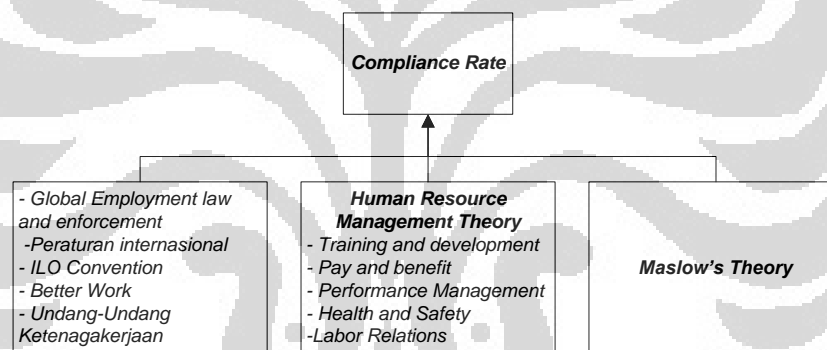 Compliance Rate
- Global Employment law
and enforcement
-Peraturan internasional
- ILO Convention
- Better Work
- Undang-Undang
Ketenagakerjaan
Human Resource
Management Theory
- Training and development
- Pay and benefit
- Performance Management
- Health and Safety
-Labor Relations
Maslow's Theory